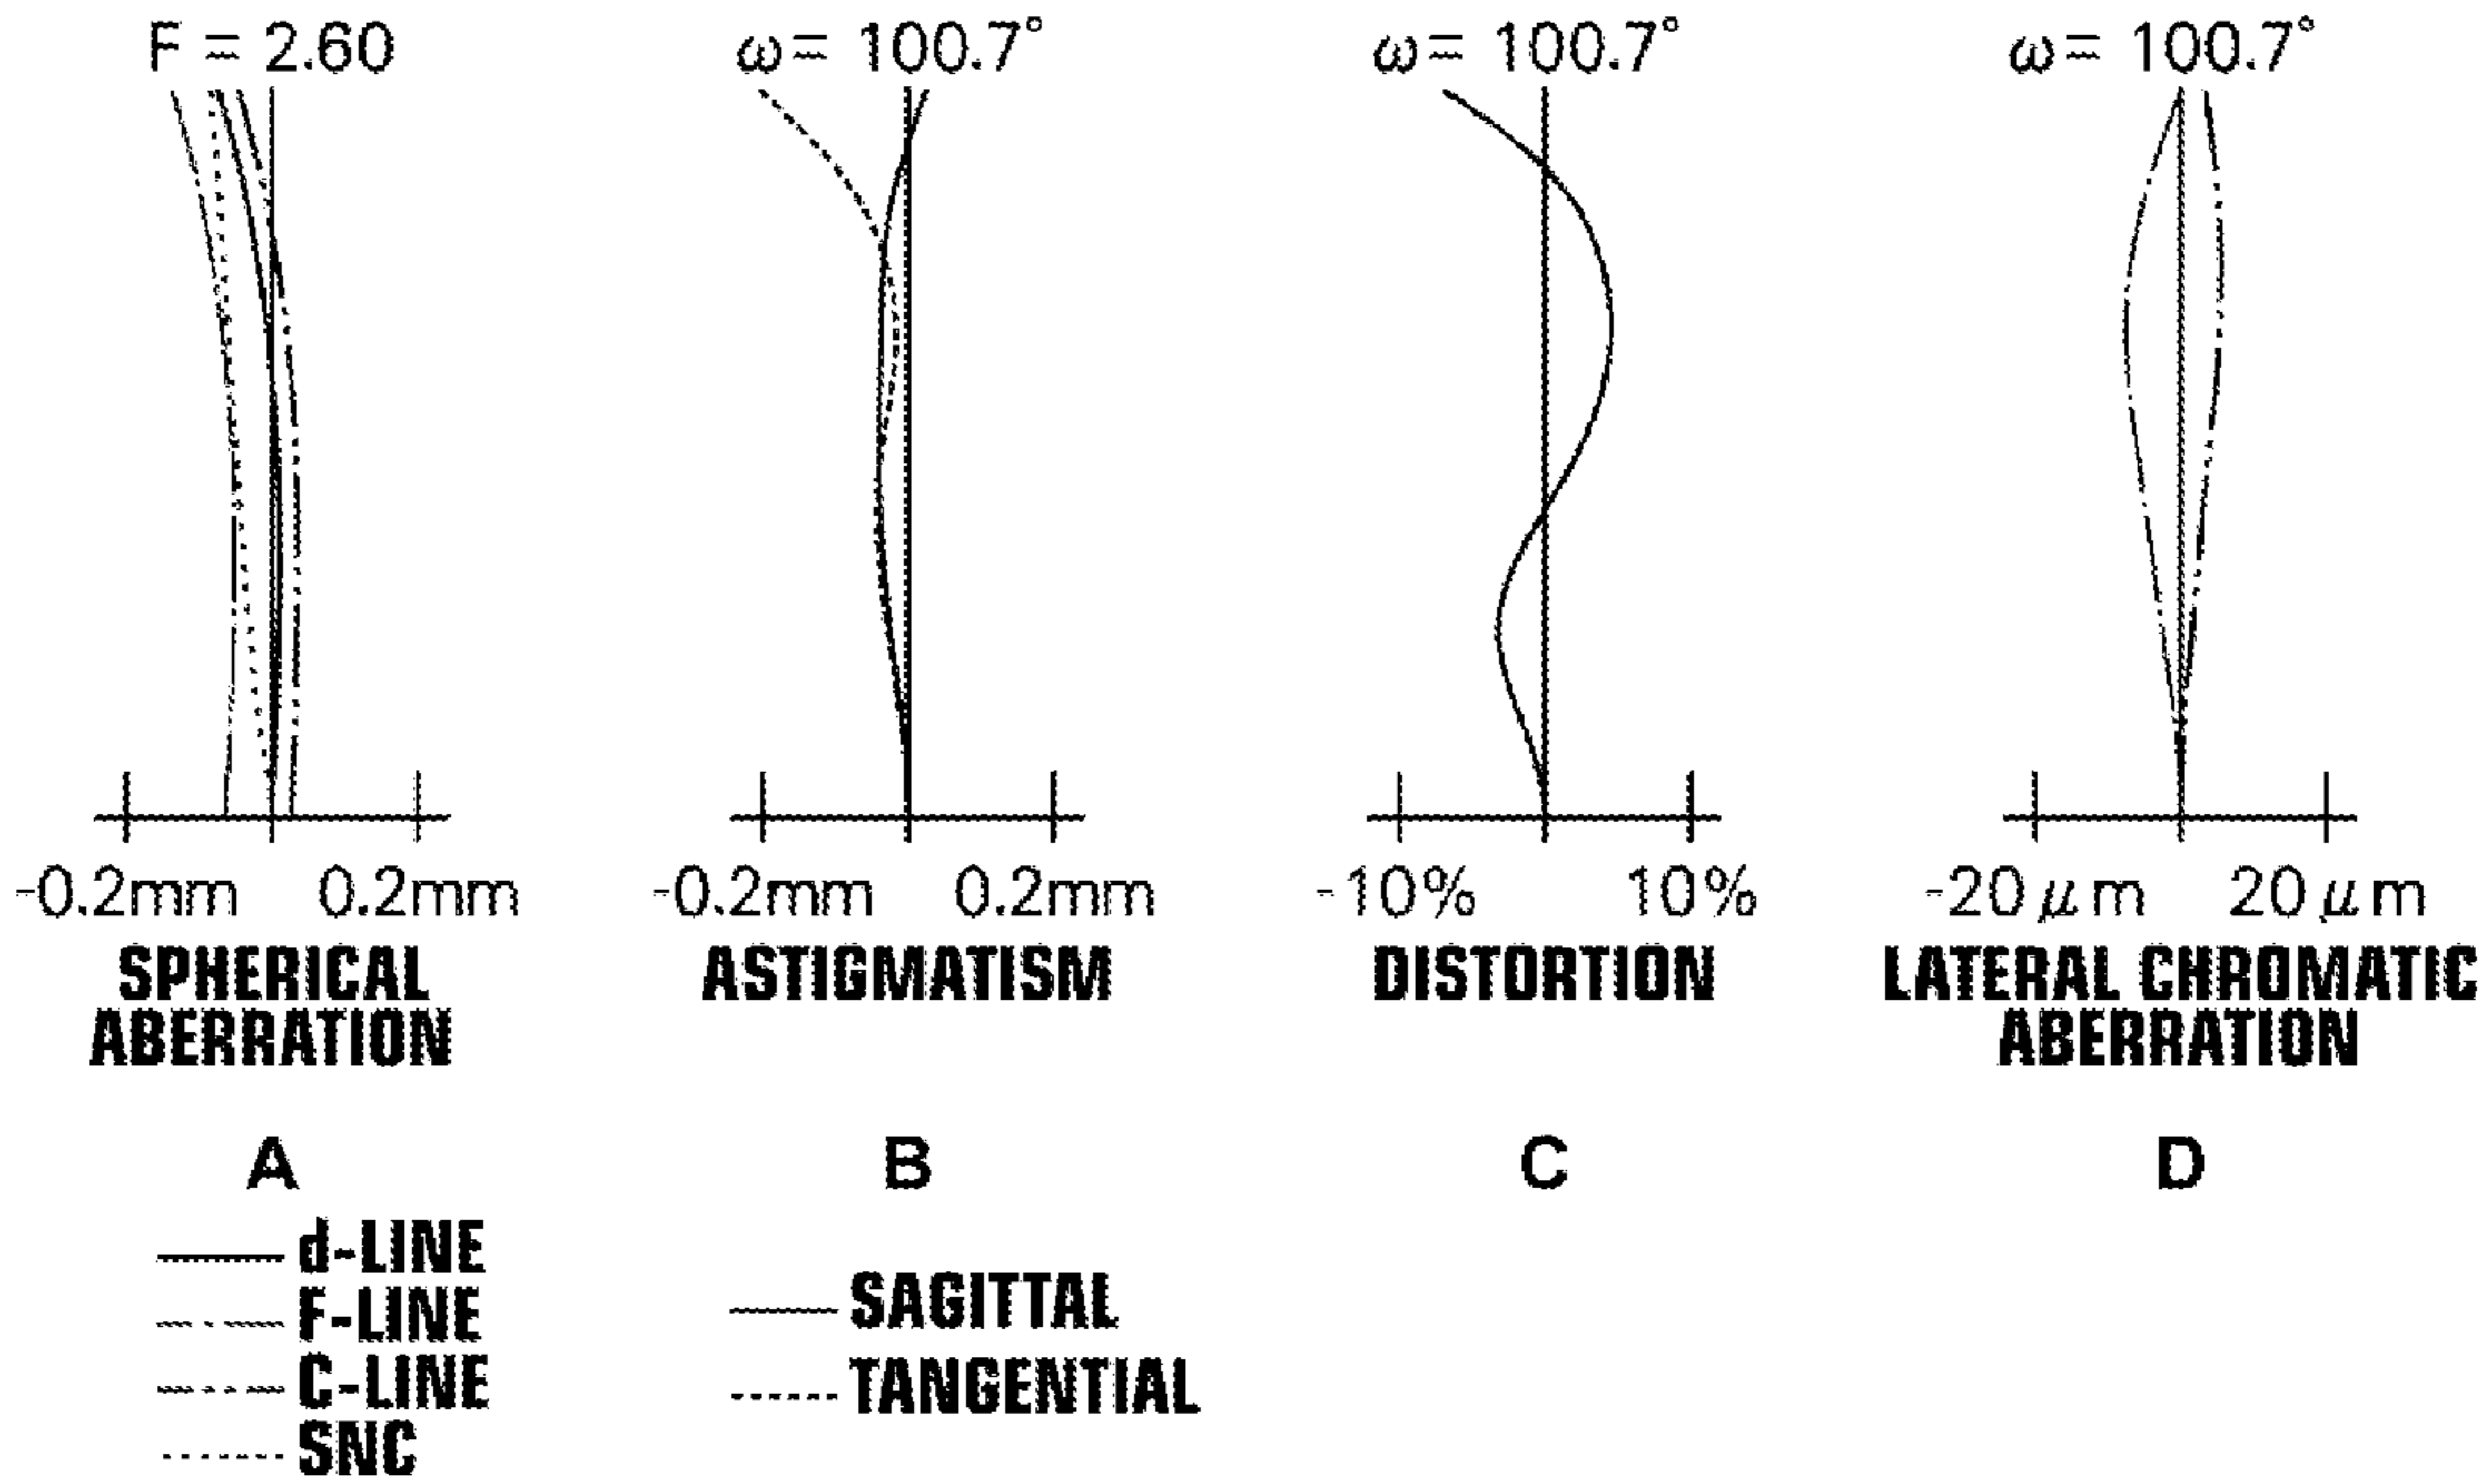 F = 2.60
ω = 100.7°
ω = 100.7°
ω = 100.7°
-0.2mm 0.2mm
-0.2mm 0.2mm
-10% 10%
-20μm 20μm
SPHERICAL
ABERRATION
ASTIGMATISM
DISTORTION
LATERAL CHROMATIC
ABERRATION
A
B
C
D
d-LINE
F-LINE
C-LINE
SNC
SAGITTAL
TANGENTIAL